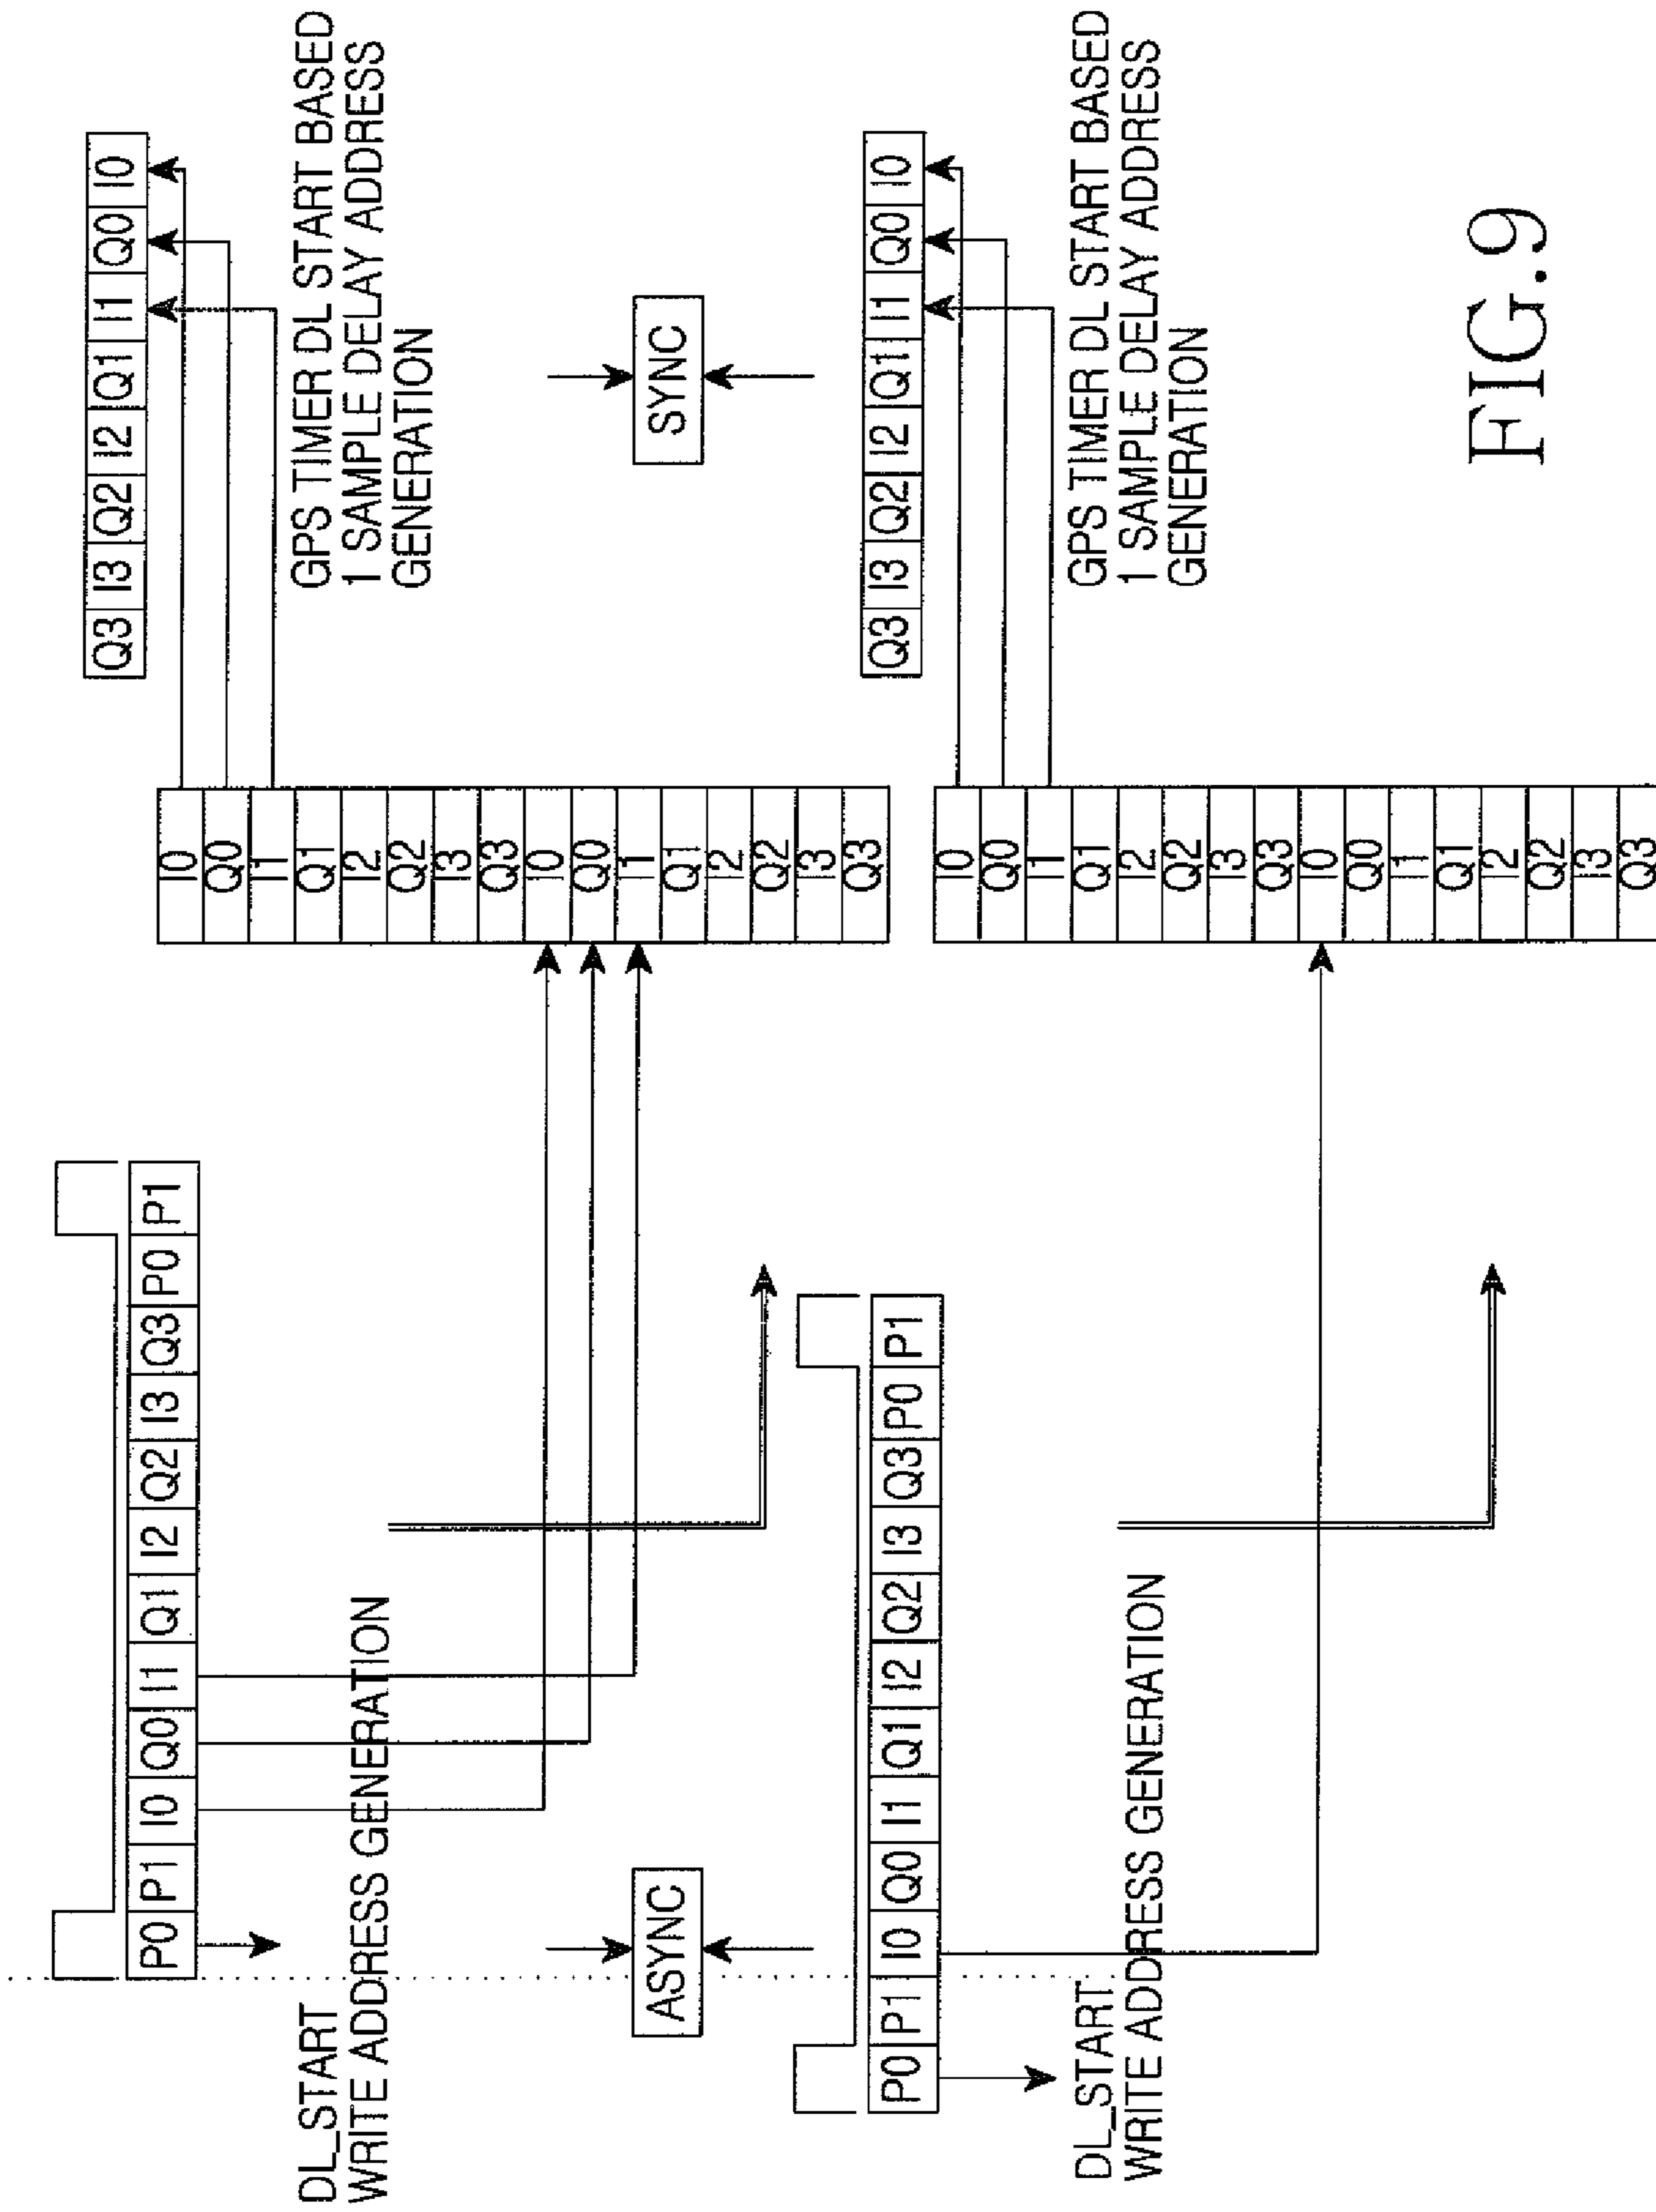 P0 P1 I0 Q0 I1 Q1 I2 Q2 I3 Q3 P0 P1
DL_START
WRITE ADDRESS GENERATION
I0
Q0
I1
Q1
I2
Q2
I3
Q3
I0
Q0
I1
Q1
I2
Q2
I3
Q3
Q3 I3 Q2 I2 Q1 I1 Q0 I0
GPS TIMER DL START BASED
1 SAMPLE DELAY ADDRESS
GENERATION
ASYNC
SYNC
P0 P1 I0 Q0 I1 Q1 I2 Q2 I3 Q3 P0 P1
DL_START
WRITE ADDRESS GENERATION
I0
Q0
I1
Q1
I2
Q2
I3
Q3
I0
Q0
I1
Q1
I2
Q2
I3
Q3
Q3 I3 Q2 I2 Q1 I1 Q0 I0
GPS TIMER DL START BASED
1 SAMPLE DELAY ADDRESS
GENERATION
FIG.9